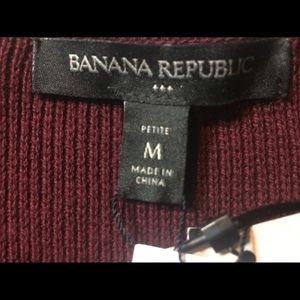 BANANA REPUBLIC
PETITE
M
MADE IN
CHINA